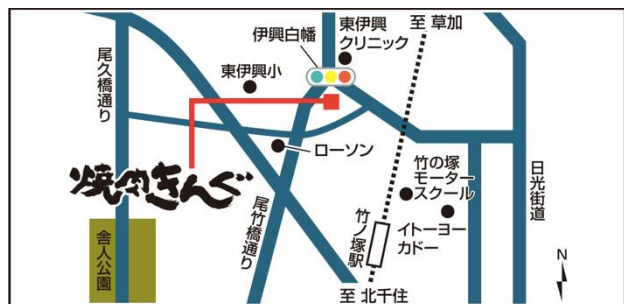 至 草加
東伊興
クリニック
伊興白幡
尾久橋通り
東伊興小
ローソン
竹の塚
モーター
スクール
日光街道
焼肉きんぐ
尾竹橋通り
竹ノ塚駅
イトーヨー
カドー
舎人公園
至 北千住
N